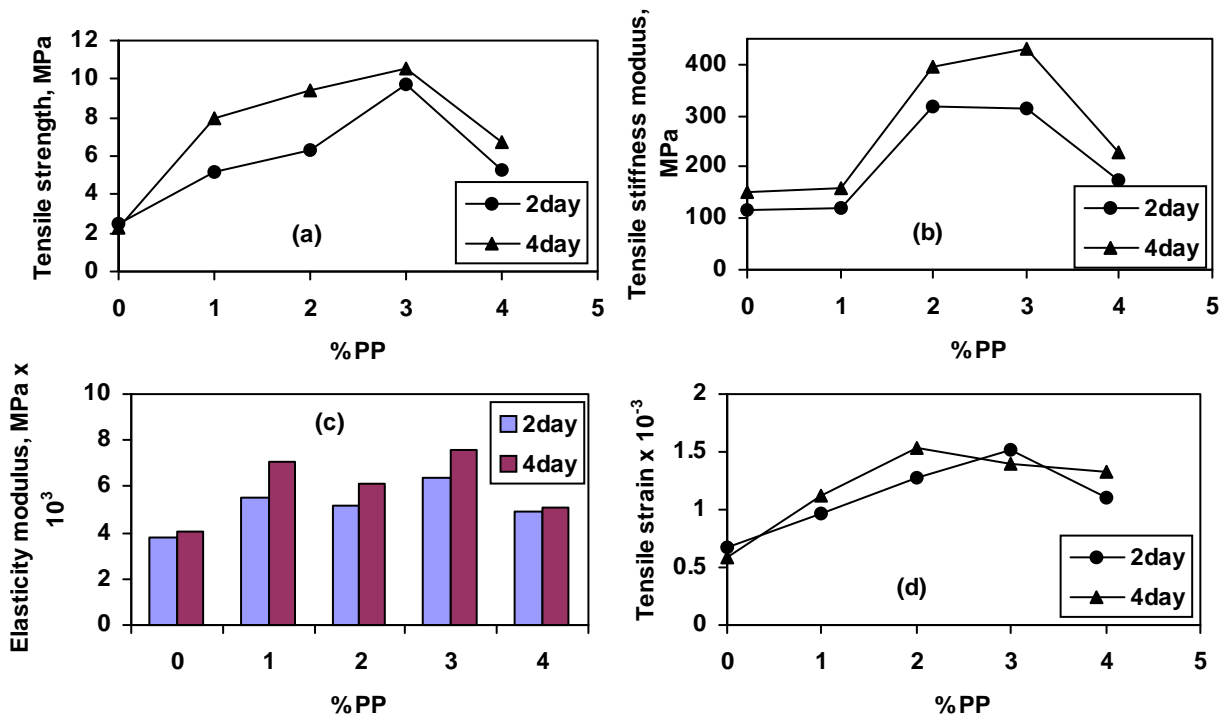 Tensile strength, MPa
12
10
8
6
4
2
0
(a)
2day
4day
0 1 2 3 4 5
%PP
Tensile stiffness moduus,
MPa
400
300
200
100
0
(b)
2day
4day
0 1 2 3 4 5
%PP
Elasticity modulus, MPa x
10³
10
8
6
4
2
0
(c)
2day
4day
0 1 2 3 4
%PP
Tensile strain x 10⁻³
2
1.5
1
0.5
0
(d)
2day
4day
0 1 2 3 4 5
%PP